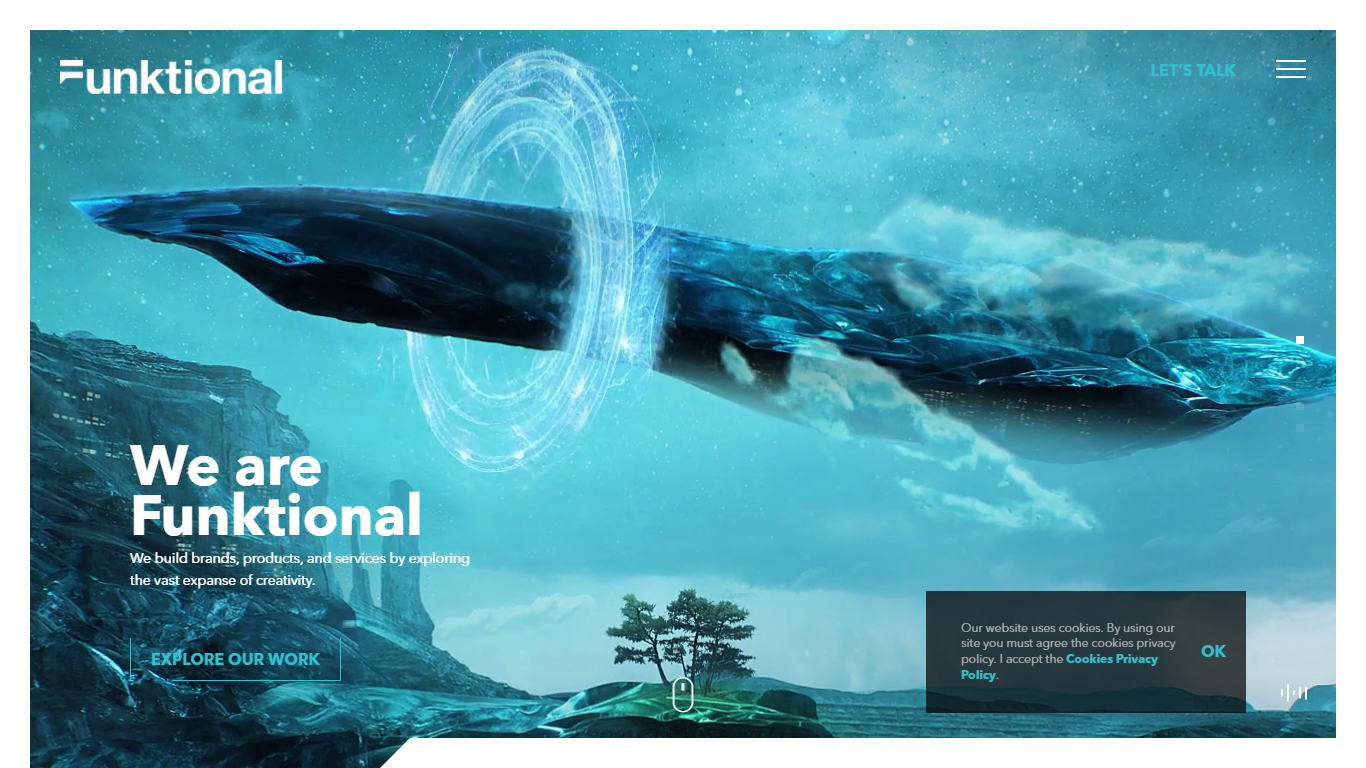 Funktional
LET'S TALK
We are
Funktional
We build brands, products, and services by exploring
the vast expanse of creativity.
EXPLORE OUR WORK
Our website uses cookies. By using our
site you must agree the cookies privacy
policy. I accept the Cookies Privacy
Policy.
OK